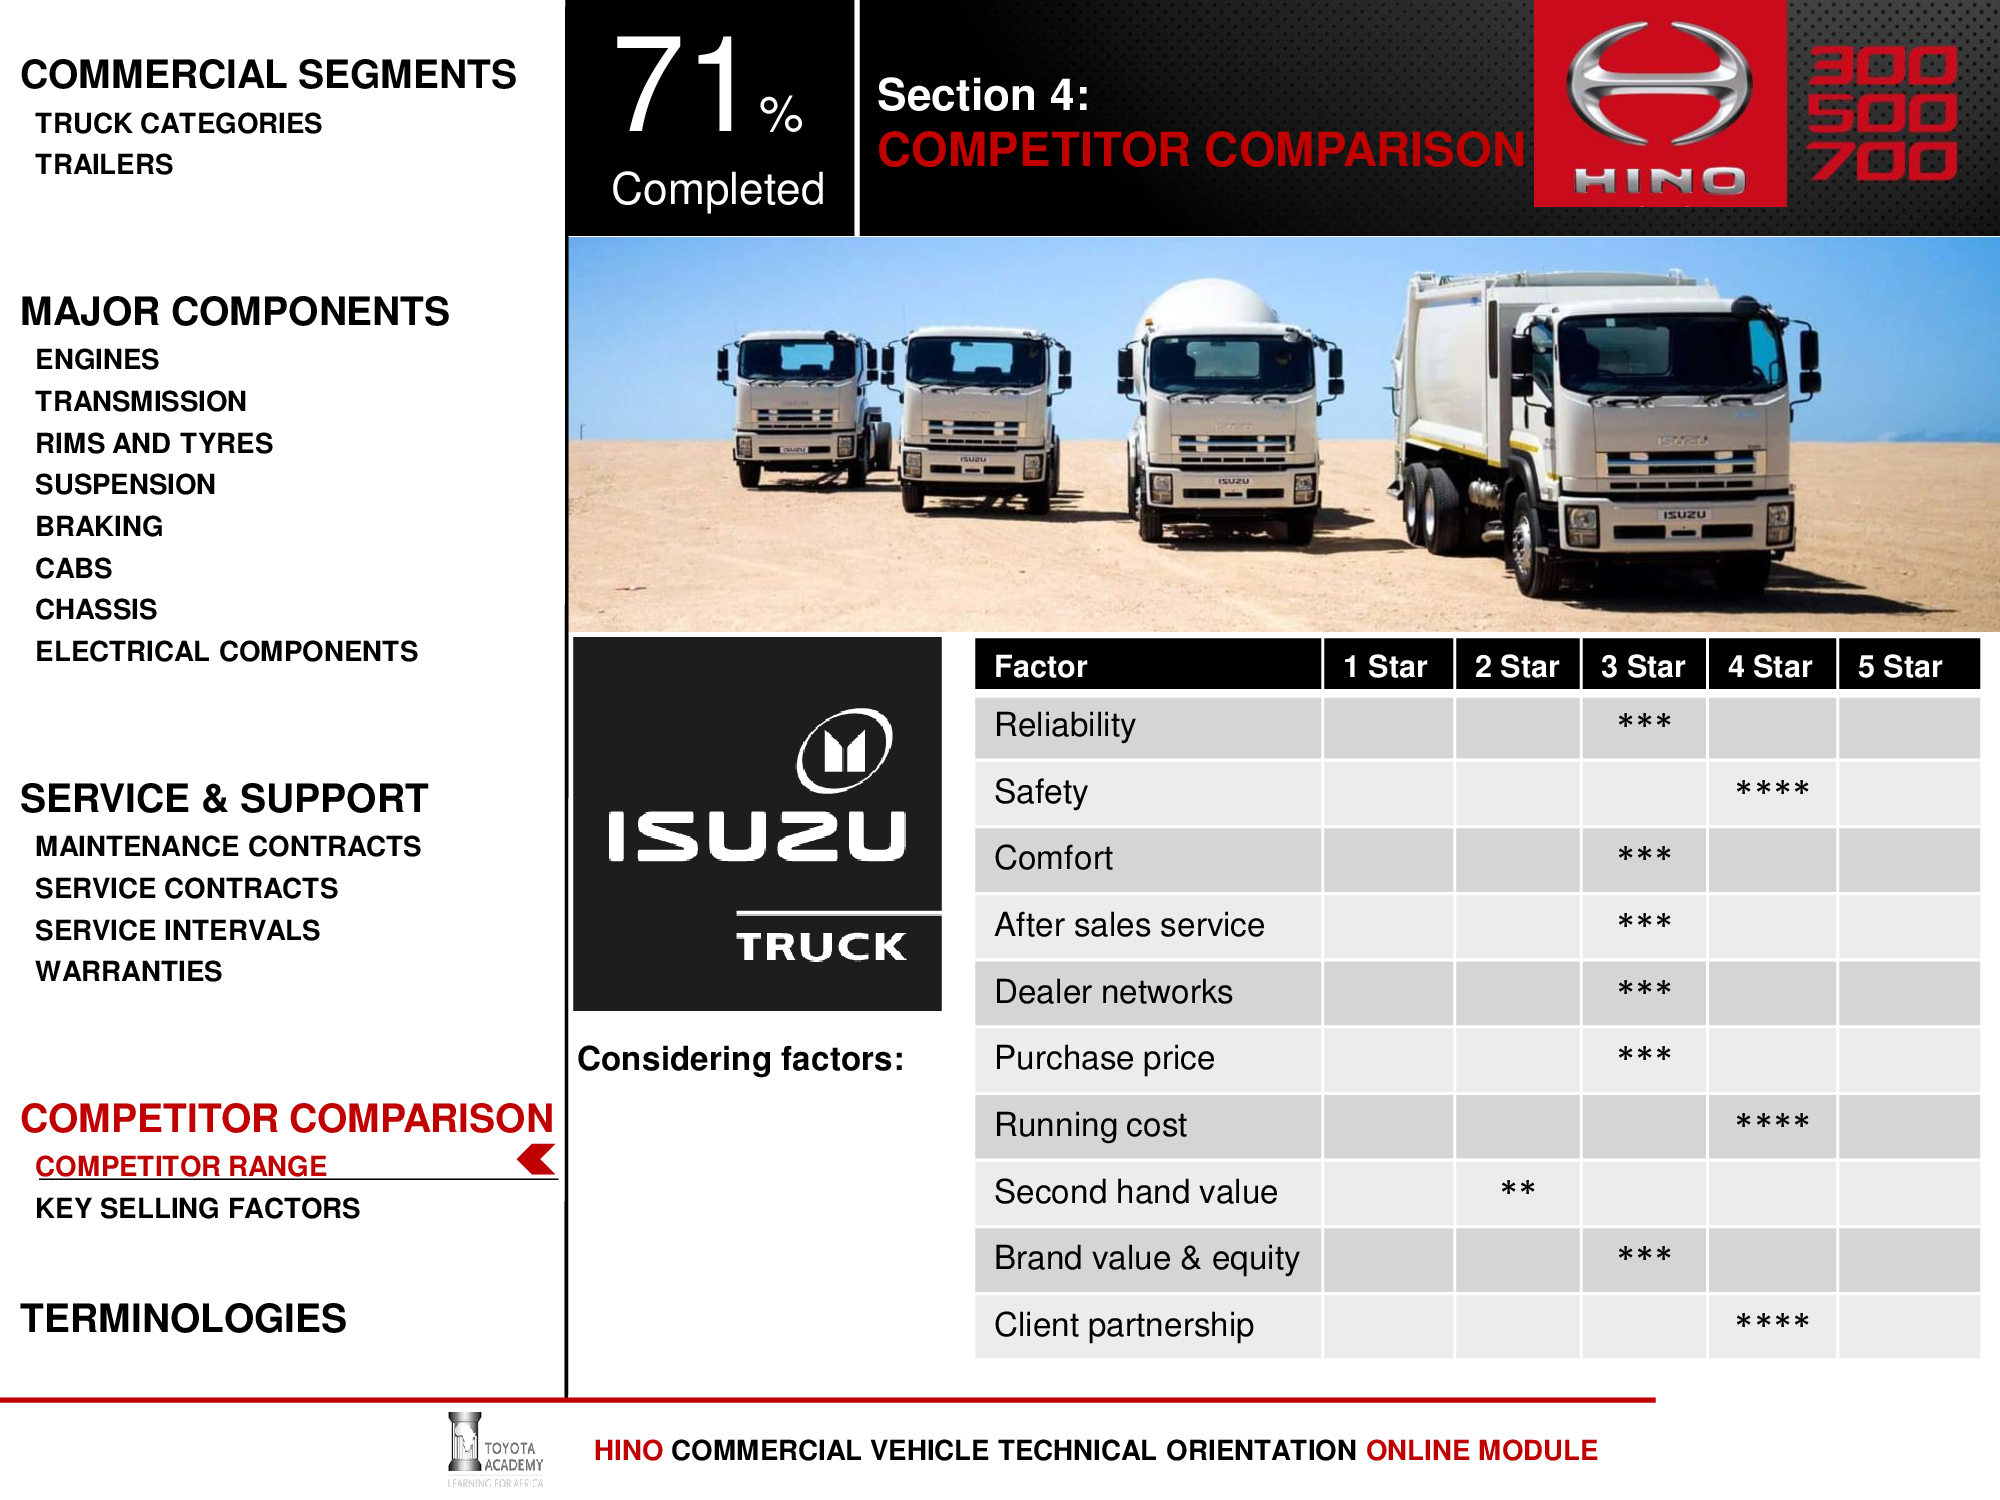 COMMERCIAL SEGMENTS
TRUCK CATEGORIES
TRAILERS
MAJOR COMPONENTS
ENGINES
TRANSMISSION
RIMS AND TYRES
SUSPENSION
BRAKING
CABS
CHASSIS
ELECTRICAL COMPONENTS
SERVICE & SUPPORT
MAINTENANCE CONTRACTS
SERVICE CONTRACTS
SERVICE INTERVALS
WARRANTIES
COMPETITOR COMPARISON
COMPETITOR RANGE
KEY SELLING FACTORS
TERMINOLOGIES
71 %
Completed
Section 4:
COMPETITOR COMPARISON
HINO
300
500
700
ISUZU
ISUZU
ISUZU
ISUZU
ISUZU
ISUZU
TRUCK
Considering factors:
Factor 1 Star 2 Star 3 Star 4 Star 5 Star
Reliability ***
Safety ****
Comfort ***
After sales service ***
Dealer networks ***
Purchase price ***
Running cost ****
Second hand value **
Brand value & equity ***
Client partnership ****
TOYOTA
ACADEMY
LEARNING FOR AFRICA
HINO COMMERCIAL VEHICLE TECHNICAL ORIENTATION ONLINE MODULE